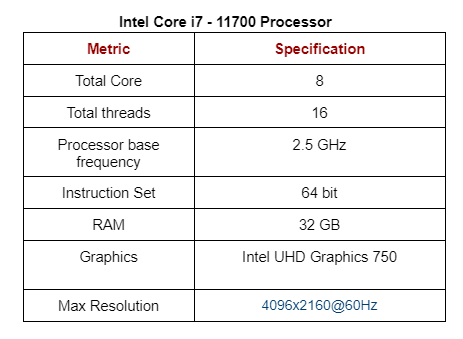 Intel Core i7 - 11700 Processor
Metric Specification
Total Core 8
Total threads 16
Processor base 2.5 GHz
frequency
Instruction Set 64 bit
RAM 32 GB
Graphics Intel UHD Graphics 750
Max Resolution 4096x2160@60Hz